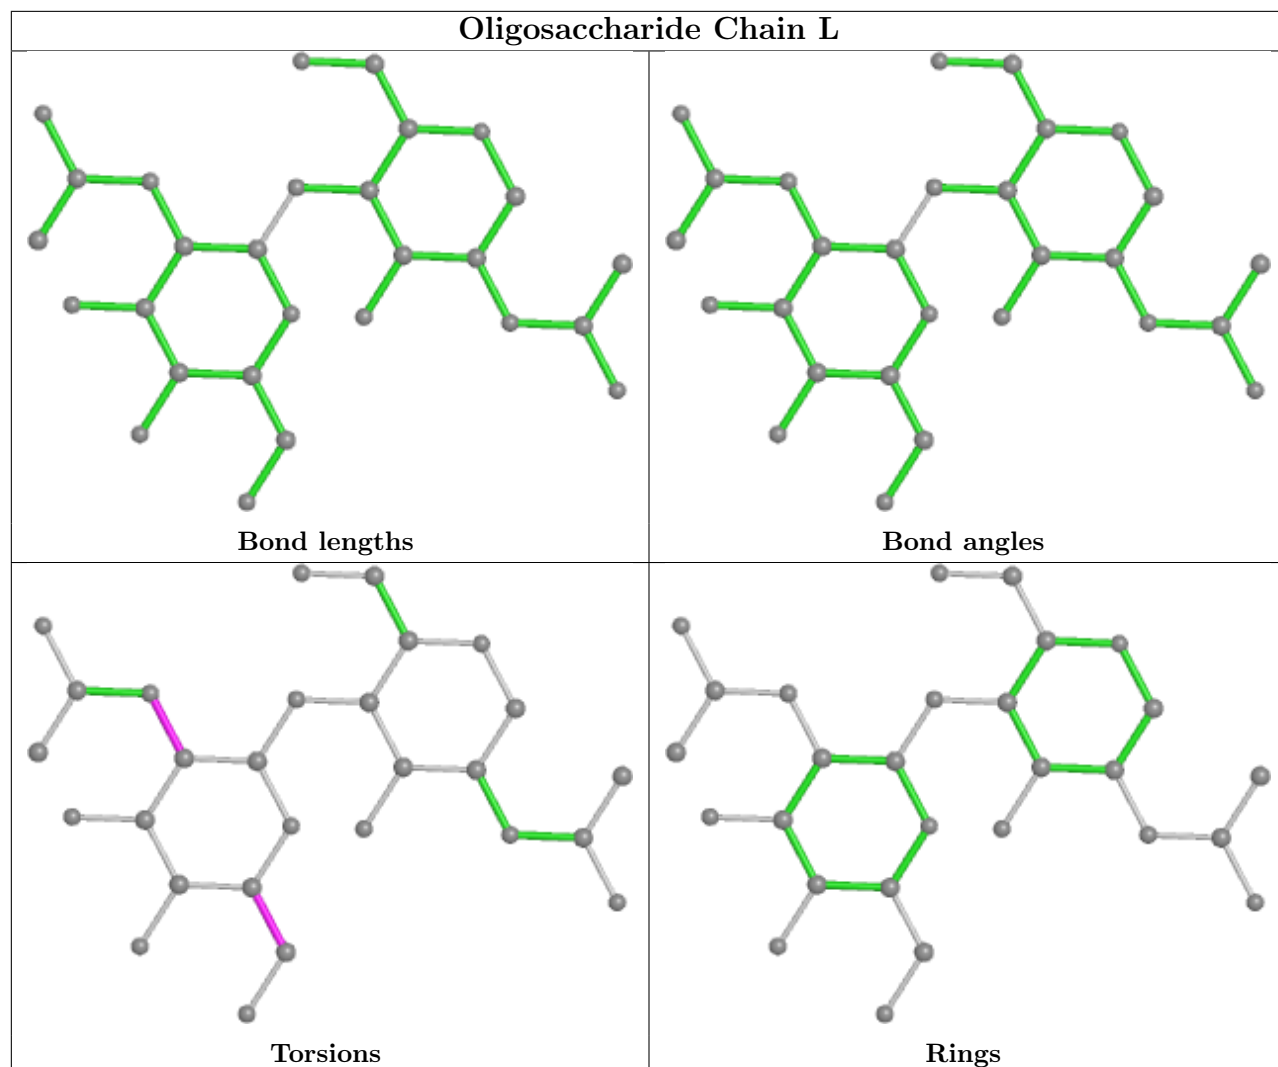 Oligosaccharide Chain L
Bond lengths
Bond angles
Torsions
Rings